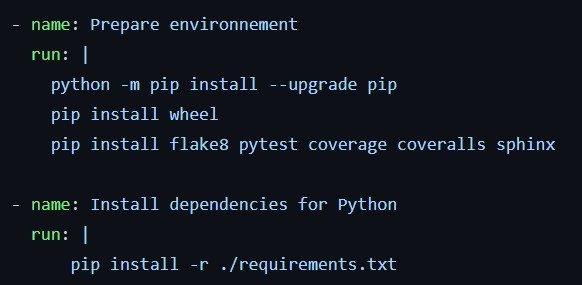 - name: Prepare environnement
  run: |
    python -m pip install --upgrade pip
    pip install wheel
    pip install flake8 pytest coverage coveralls sphinx

- name: Install dependencies for Python
  run: |
      pip install -r ./requirements.txt